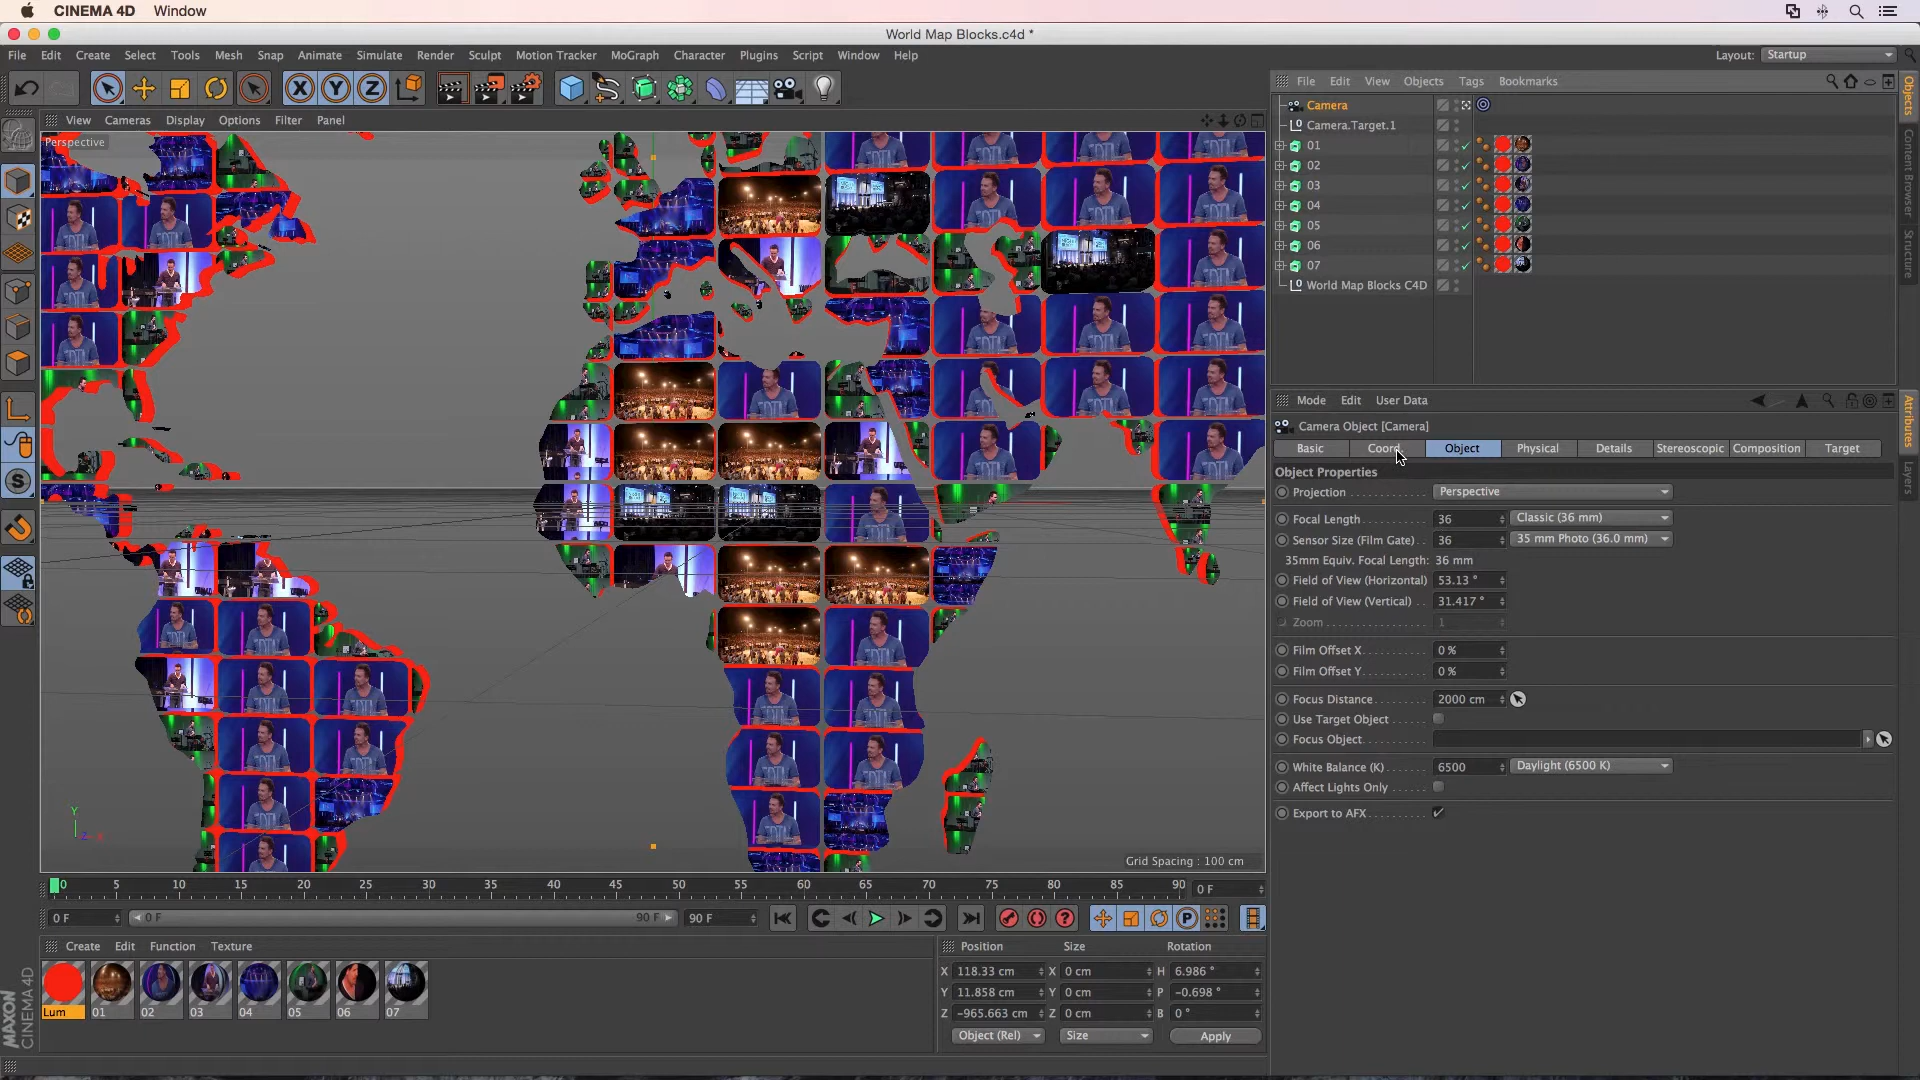 CINEMA 4D Window
World Map Blocks.c4d *
File Edit Create Select Tools Mesh Snap Animate Simulate Render Sculpt Motion Tracker MoGraph Character Plugins Script Window Help
Layout: Startup
X Y Z
View Cameras Display Options Filter Panel
Perspective
Grid Spacing : 100 cm
Y
Z X
S
0 5 10 15 20 25 30 35 40 45 50 55 60 65 70 75 80 85 90 0 F
0 F 0 F 90 F 90 F
P
Create Edit Function Texture
Lum 01 02 03 04 05 06 07
MAXON CINEMA 4D
Position Size Rotation
X 118.33 cm X 0 cm H 6.986 °
Y 11.858 cm Y 0 cm P -0.698 °
Z -965.663 cm Z 0 cm B 0 °
Object (Rel) Size Apply
File Edit View Objects Tags Bookmarks
Camera
Camera.Target.1
01
02
03
04
05
06
07
World Map Blocks C4D
Objects
Content Browser
Structure
Mode Edit User Data
Camera Object [Camera]
Basic Coord. Object Physical Details Stereoscopic Composition Target
Object Properties
Projection Perspective
Focal Length 36 Classic (36 mm)
Sensor Size (Film Gate) 36 35 mm Photo (36.0 mm)
35mm Equiv. Focal Length: 36 mm
Field of View (Horizontal) 53.13 °
Field of View (Vertical) 31.417 °
Zoom 1
Film Offset X 0 %
Film Offset Y 0 %
Focus Distance 2000 cm
Use Target Object
Focus Object
White Balance (K) 6500 Daylight (6500 K)
Affect Lights Only
Export to AFX
Attributes
Layers